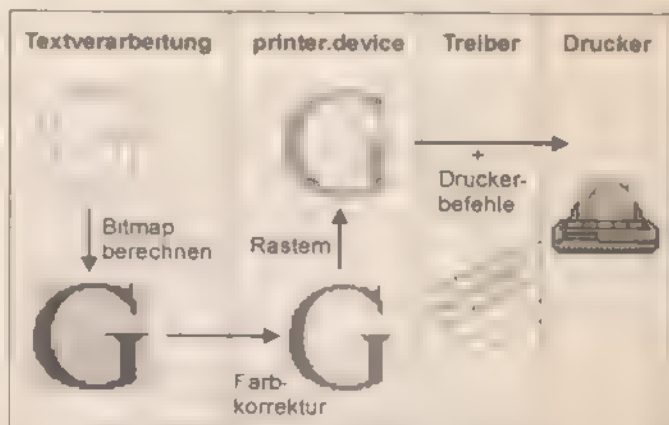 Textverarbeitung
printer.device
Treiber
Drucker
Bitmap
berechnen
G
Farb-
korrektur
G
Rastern
G
+
Drucker-
befehle